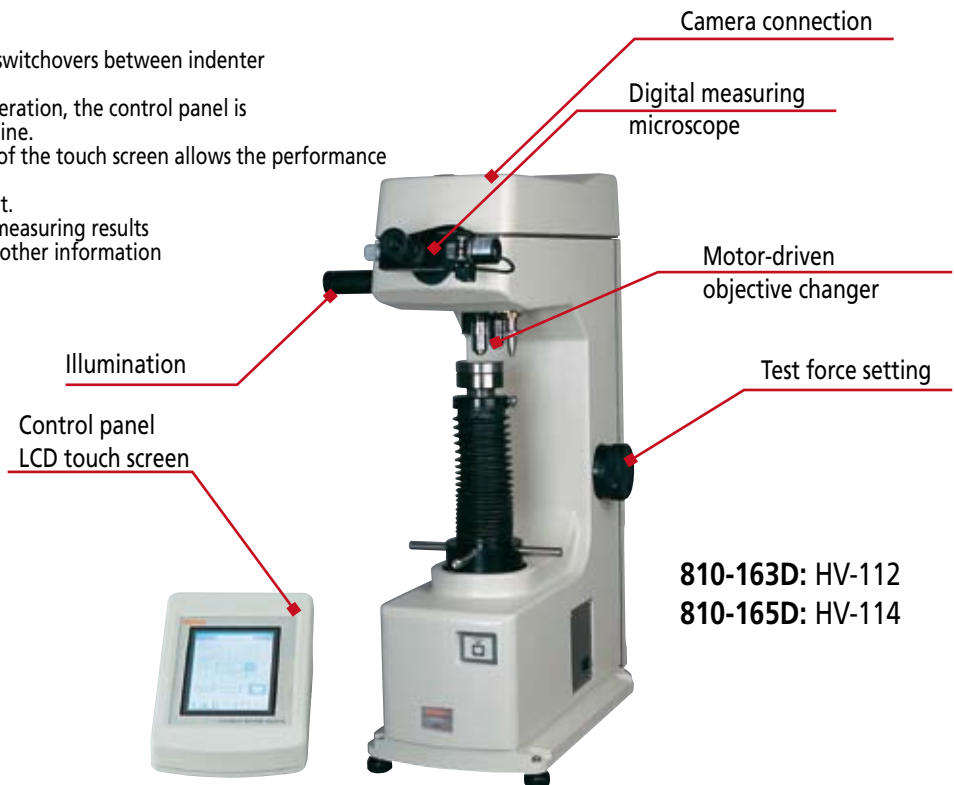 switchovers between indenter
eration, the control panel is
ine.
of the touch screen allows the performance
t.
measuring results
other information
Camera connection
Digital measuring
microscope
Motor-driven
objective changer
Illumination
Test force setting
Control panel
LCD touch screen
810-163D: HV-112
810-165D: HV-114